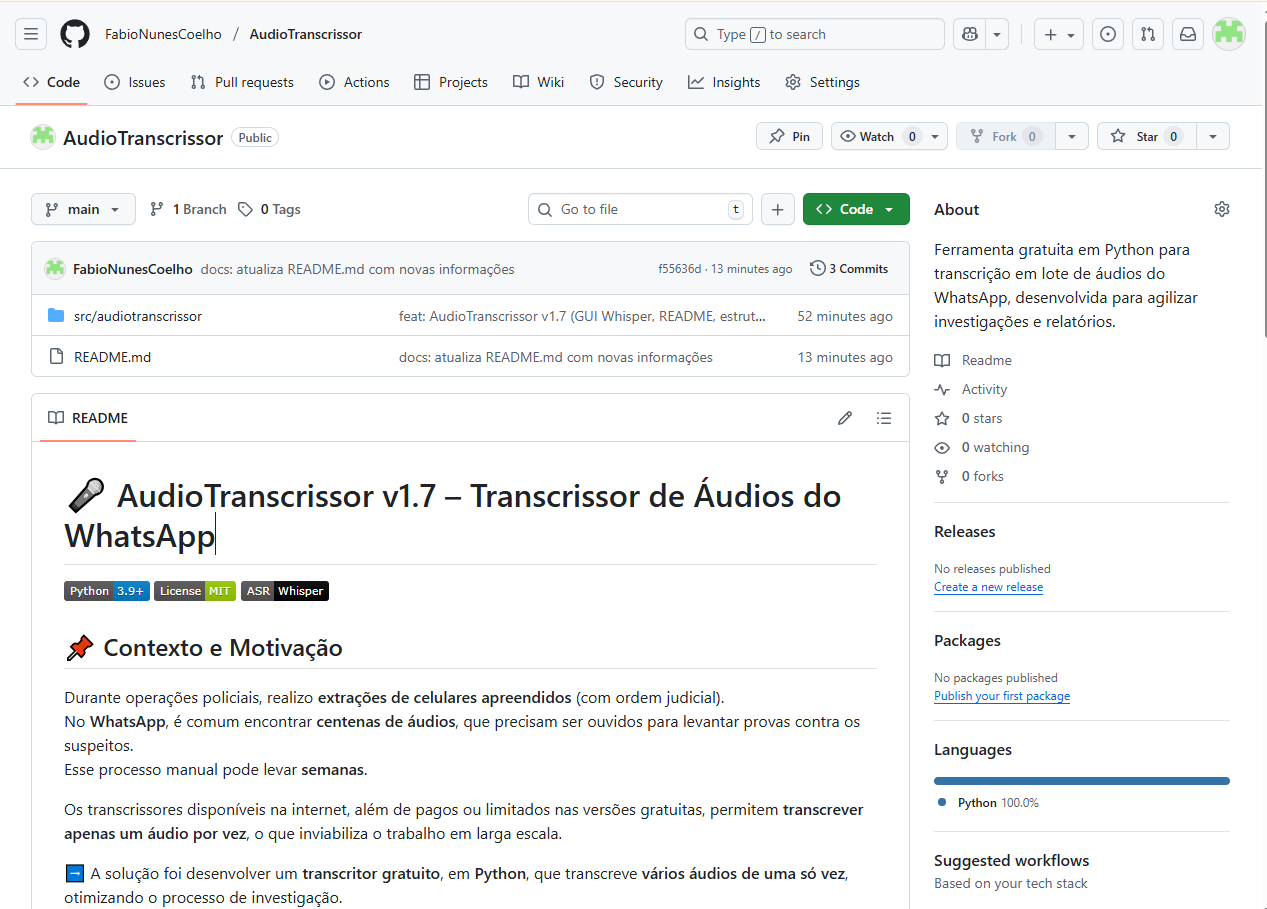 FabioNunesCoelho / AudioTranscrissor
Type / to search
Code Issues Pull requests Actions Projects Wiki Security Insights Settings
AudioTranscrissor Public
Pin Watch 0 Fork 0 Star 0
main 1 Branch 0 Tags Go to file t Code
FabioNunesCoelho docs: atualiza README.md com novas informações f55636d · 13 minutes ago 3 Commits
src/audiotranscrissor feat: AudioTranscrissor v1.7 (GUI Whisper, README, estrut... 52 minutes ago
README.md docs: atualiza README.md com novas informações 13 minutes ago
README
🎤 AudioTranscrissor v1.7 – Transcrissor de Áudios do
WhatsApp
Python 3.9+ License MIT ASR Whisper
📌 Contexto e Motivação
Durante operações policiais, realizo extrações de celulares apreendidos (com ordem judicial).
No WhatsApp, é comum encontrar centenas de áudios, que precisam ser ouvidos para levantar provas contra os
suspeitos.
Esse processo manual pode levar semanas.
Os transcrissores disponíveis na internet, além de pagos ou limitados nas versões gratuitas, permitem transcrever
apenas um áudio por vez, o que inviabiliza o trabalho em larga escala.
➡️ A solução foi desenvolver um transcritor gratuito, em Python, que transcreve vários áudios de uma só vez,
otimizando o processo de investigação.
About
Ferramenta gratuita em Python para
transcrição em lote de áudios do
WhatsApp, desenvolvida para agilizar
investigações e relatórios.
Readme
Activity
0 stars
0 watching
0 forks
Releases
No releases published
Create a new release
Packages
No packages published
Publish your first package
Languages
Python 100.0%
Suggested workflows
Based on your tech stack